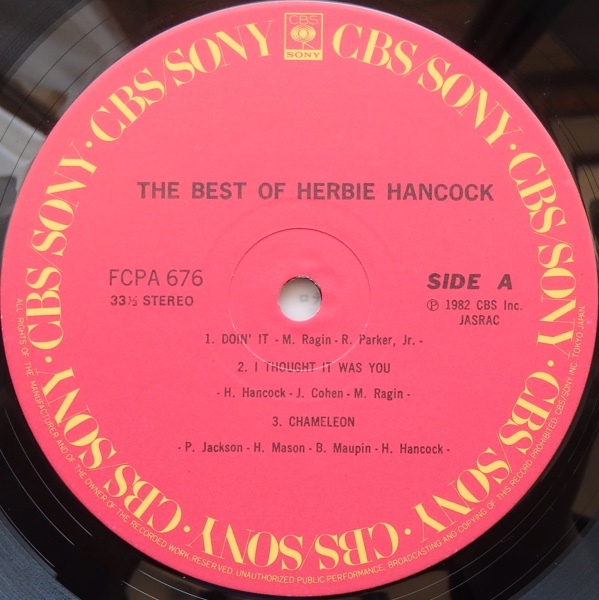 CBS
SONY
CBS/SONY · CBS/SONY · CBS/SONY · CBS/SONY · CBS/SONY · CBS/SONY · CBS/SONY · CBS/SONY
THE BEST OF HERBIE HANCOCK
FCPA 676
33⅓ STEREO
SIDE A
Ⓟ 1982 CBS Inc.
JASRAC
1. DOIN' IT - M. Ragin - R. Parker, Jr. -
2. I THOUGHT IT WAS YOU
- H. Hancock - J. Cohen - M. Ragin -
3. CHAMELEON
- P. Jackson - H. Mason - B. Maupin - H. Hancock -
ALL RIGHTS OF THE MANUFACTURER AND OF THE OWNER OF THE RECORDED WORK RESERVED. UNAUTHORIZED PUBLIC PERFORMANCE, BROADCASTING AND COPYING OF THIS RECORD PROHIBITED. CBS/SONY INC. TOKYO JAPAN.